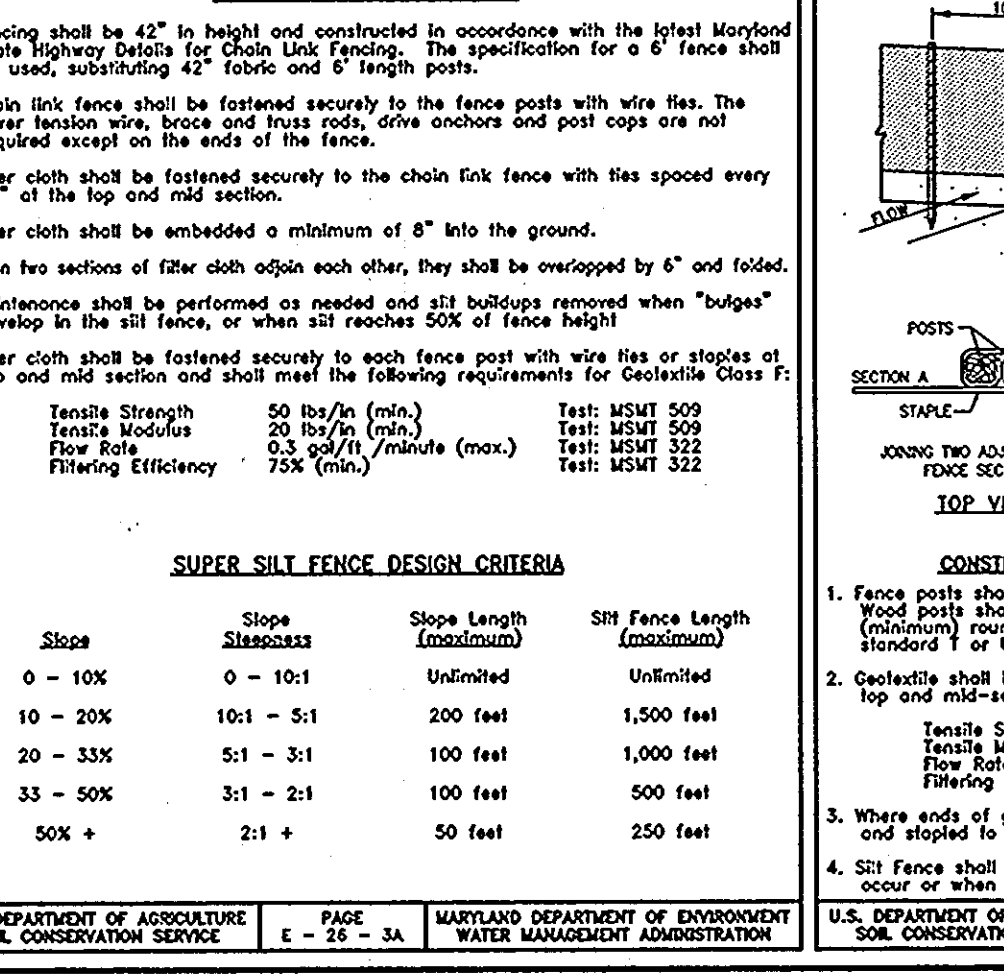 cing shall be 42" in height and constructed in accordance with the latest Maryland
te Highway Details for Chain Link Fencing. The specification for a 6' fence shall
used, substituting 42" fabric and 6' length posts.
in link fence shall be fastened securely to the fence posts with wire ties. The
er tension wire, brace and truss rods, drive anchors and post caps are not
quired except on the ends of the fence.
er cloth shall be fastened securely to the chain link fence with ties spaced every
" at the top and mid section.
er cloth shall be embedded a minimum of 8" into the ground.
n two sections of filter cloth adjoin each other, they shall be overlapped by 6" and folded.
ntenance shall be performed as needed and silt buildups removed when "bulges"
velop in the silt fence, or when silt reaches 50% of fence height
er cloth shall be fastened securely to each fence post with wire ties or staples at
p and mid section and shall meet the following requirements for Geotextile Class F:
Tensile Strength 50 lbs/in (min.) Test: MSMT 509
Tensile Modulus 20 lbs/in (min.) Test: MSMT 509
Flow Rate 0.3 gal/ft /minute (max.) Test: MSMT 322
Filtering Efficiency 75% (min.) Test: MSMT 322
SUPER SILT FENCE DESIGN CRITERIA
Slope Slope Steepness Slope Length (maximum) Silt Fence Length (maximum)
0 - 10% 0 - 10:1 Unlimited Unlimited
10 - 20% 10:1 - 5:1 200 feet 1,500 feet
20 - 33% 5:1 - 3:1 100 feet 1,000 feet
33 - 50% 3:1 - 2:1 100 feet 500 feet
50% + 2:1 + 50 feet 250 feet
DEPARTMENT OF AGRICULTURE
L CONSERVATION SERVICE
PAGE
E - 26 - 3A
MARYLAND DEPARTMENT OF ENVIRONMENT
WATER MANAGEMENT ADMINISTRATION
10
FLOW
POSTS
SECTION A
STAPLE
JOINING TWO ADJ
FENCE SEC
TOP VI
CONST
1. Fence posts sha
Wood posts sha
(minimum) roun
standard T or U
2. Geotextile shall
top and mid-se
Tensile S
Tensile M
Flow Rate
Filtering
3. Where ends of g
and stapled to
4. Silt Fence shall
occur or when
U.S. DEPARTMENT OF
SOIL CONSERVATI